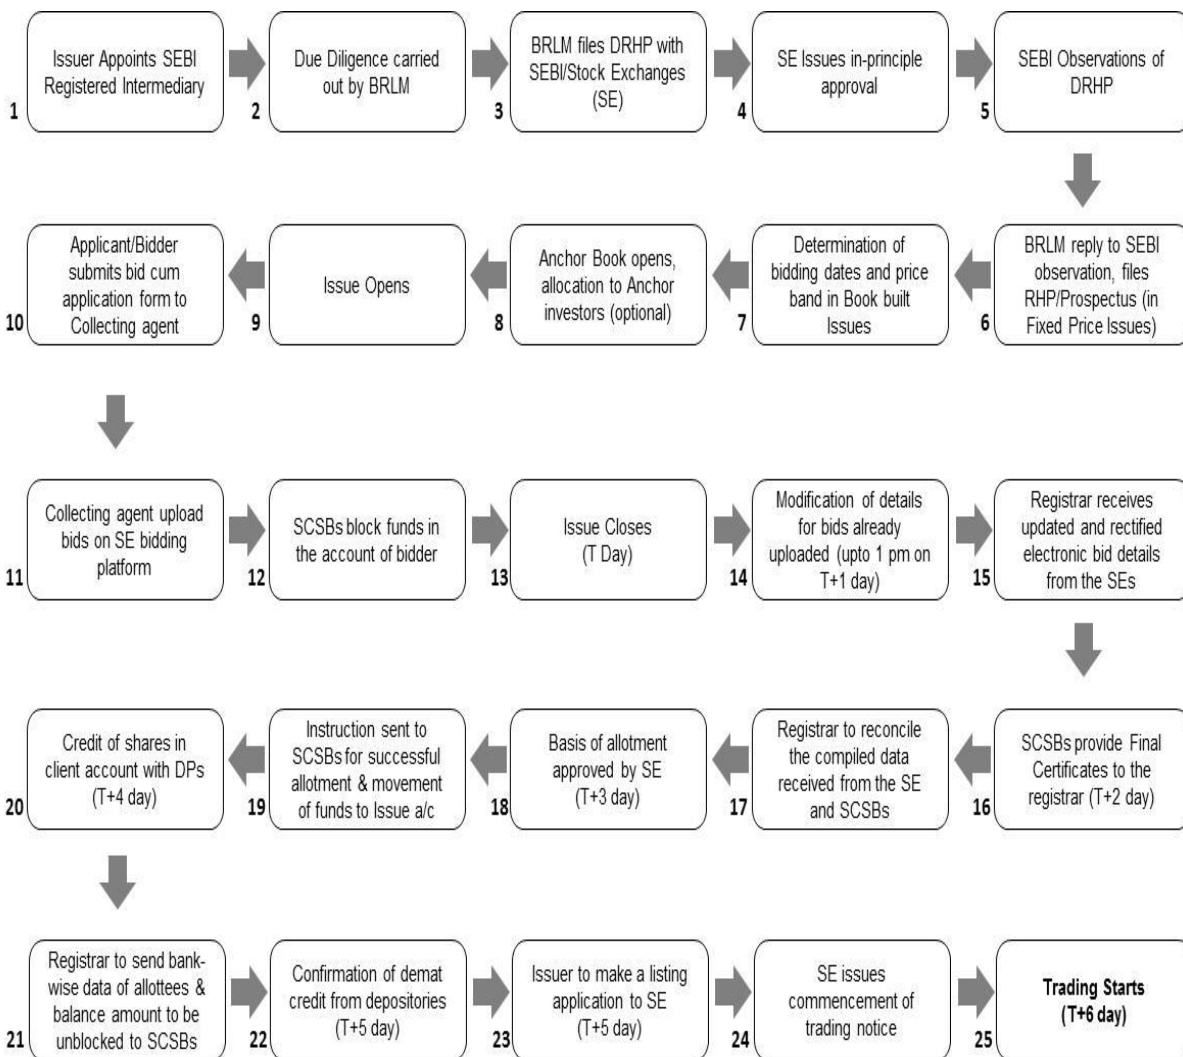 Issuer Appoints SEBI
Registered Intermediary
1
Due Diligence carried
out by BRLM
2
BRLM files DRHP with
SEBI/Stock Exchanges
(SE)
3
SE Issues in-principle
approval
4
SEBI Observations of
DRHP
5
BRLM reply to SEBI
observation, files
RHP/Prospectus (in
Fixed Price Issues)
6
Determination of
bidding dates and price
band in Book built
Issues
7
Anchor Book opens,
allocation to Anchor
investors (optional)
8
Issue Opens
9
Applicant/Bidder
submits bid cum
application form to
Collecting agent
10
Collecting agent upload
bids on SE bidding
platform
11
SCSBs block funds in
the account of bidder
12
Issue Closes
(T Day)
13
Modification of details
for bids already
uploaded (upto 1 pm on
T+1 day)
14
Registrar receives
updated and rectified
electronic bid details
from the SEs
15
SCSBs provide Final
Certificates to the
registrar (T+2 day)
16
Registrar to reconcile
the compiled data
received from the SE
and SCSBs
17
Basis of allotment
approved by SE
(T+3 day)
18
Instruction sent to
SCSBs for successful
allotment & movement
of funds to Issue a/c
19
Credit of shares in
client account with DPs
(T+4 day)
20
Registrar to send bank-
wise data of allottees &
balance amount to be
unblocked to SCSBs
21
Confirmation of demat
credit from depositories
(T+5 day)
22
Issuer to make a listing
application to SE
(T+5 day)
23
SE issues
commencement of
trading notice
24
Trading Starts
(T+6 day)
25